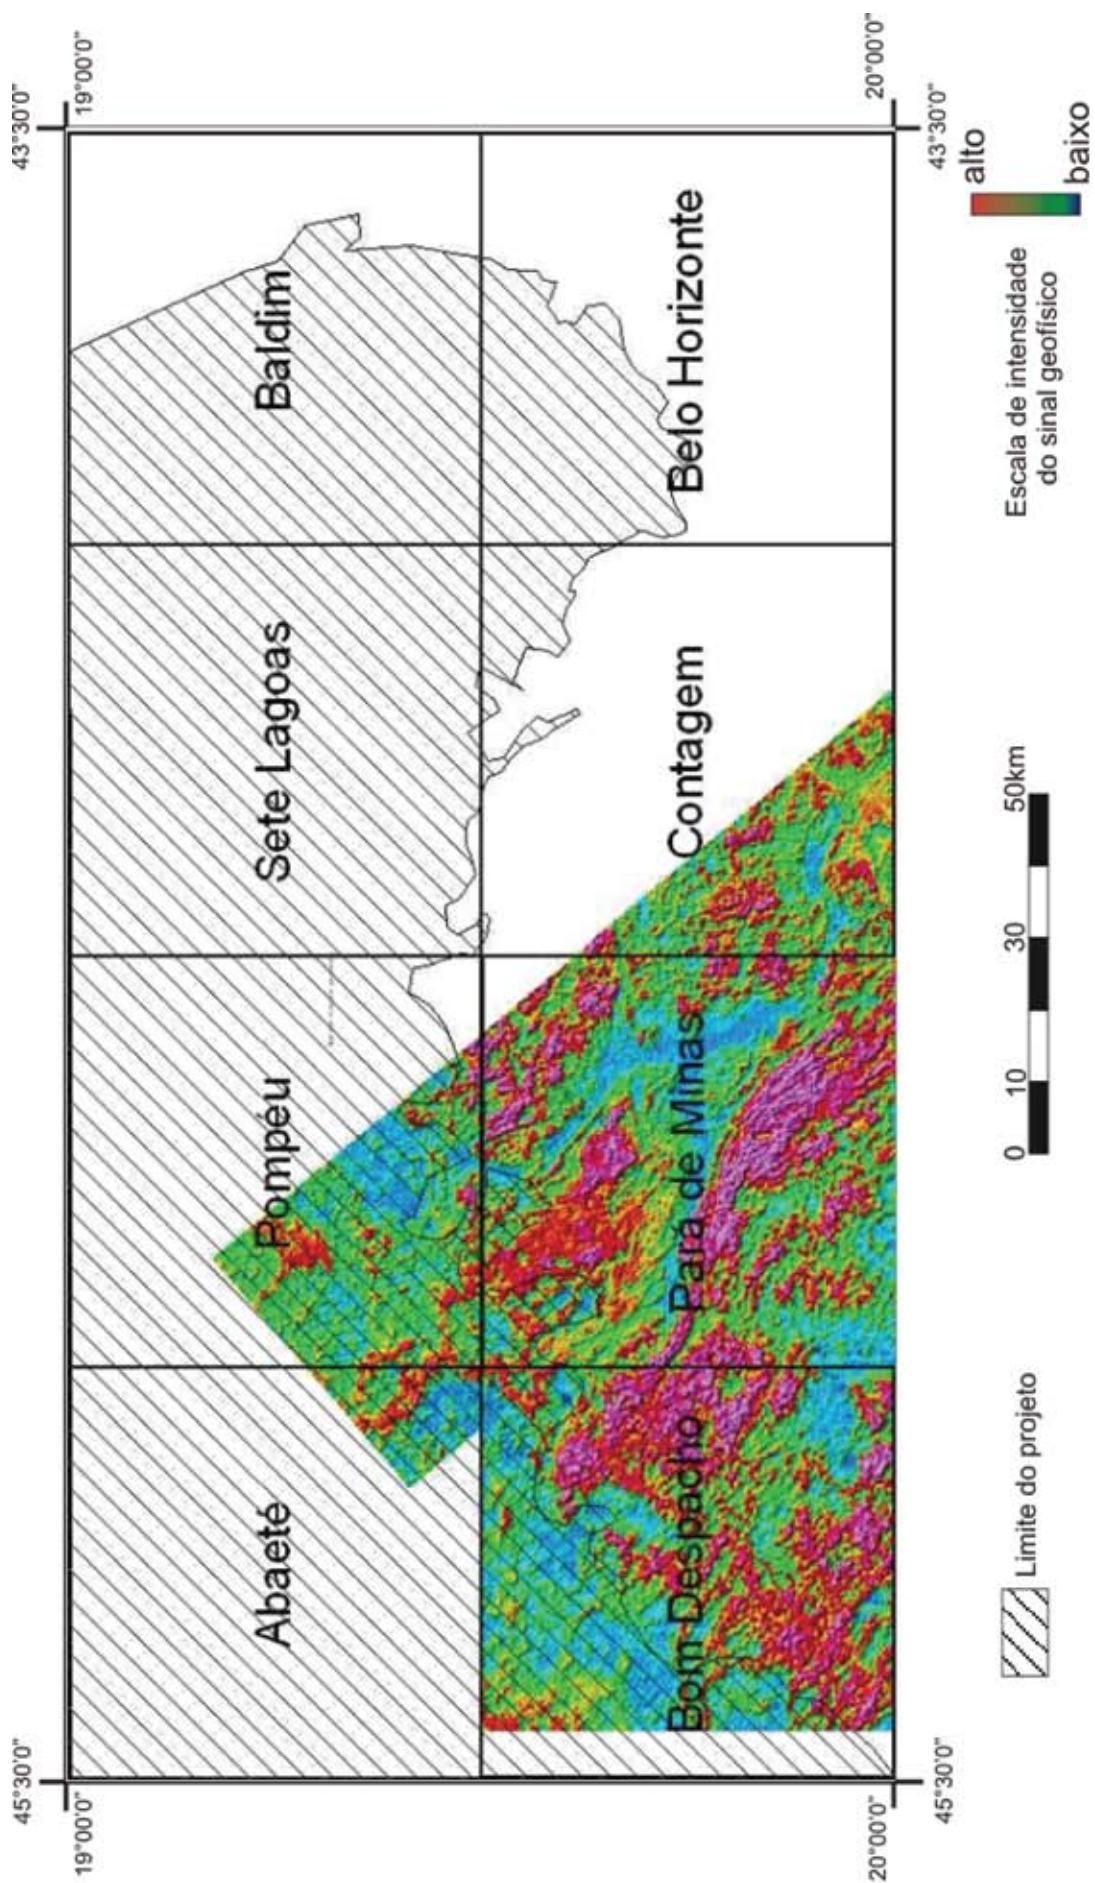 45°30'0"
43°30'0"
19°00'0"
19°00'0"
Abaeté
Pompéu
Sete Lagoas
Baldim
Bom Despacho
Pará de Minas
Contagem
Belo Horizonte
20°00'0"
20°00'0"
45°30'0"
43°30'0"
Limite do projeto
0 10 30 50km
Escala de intensidade
do sinal geofísico
alto
baixo